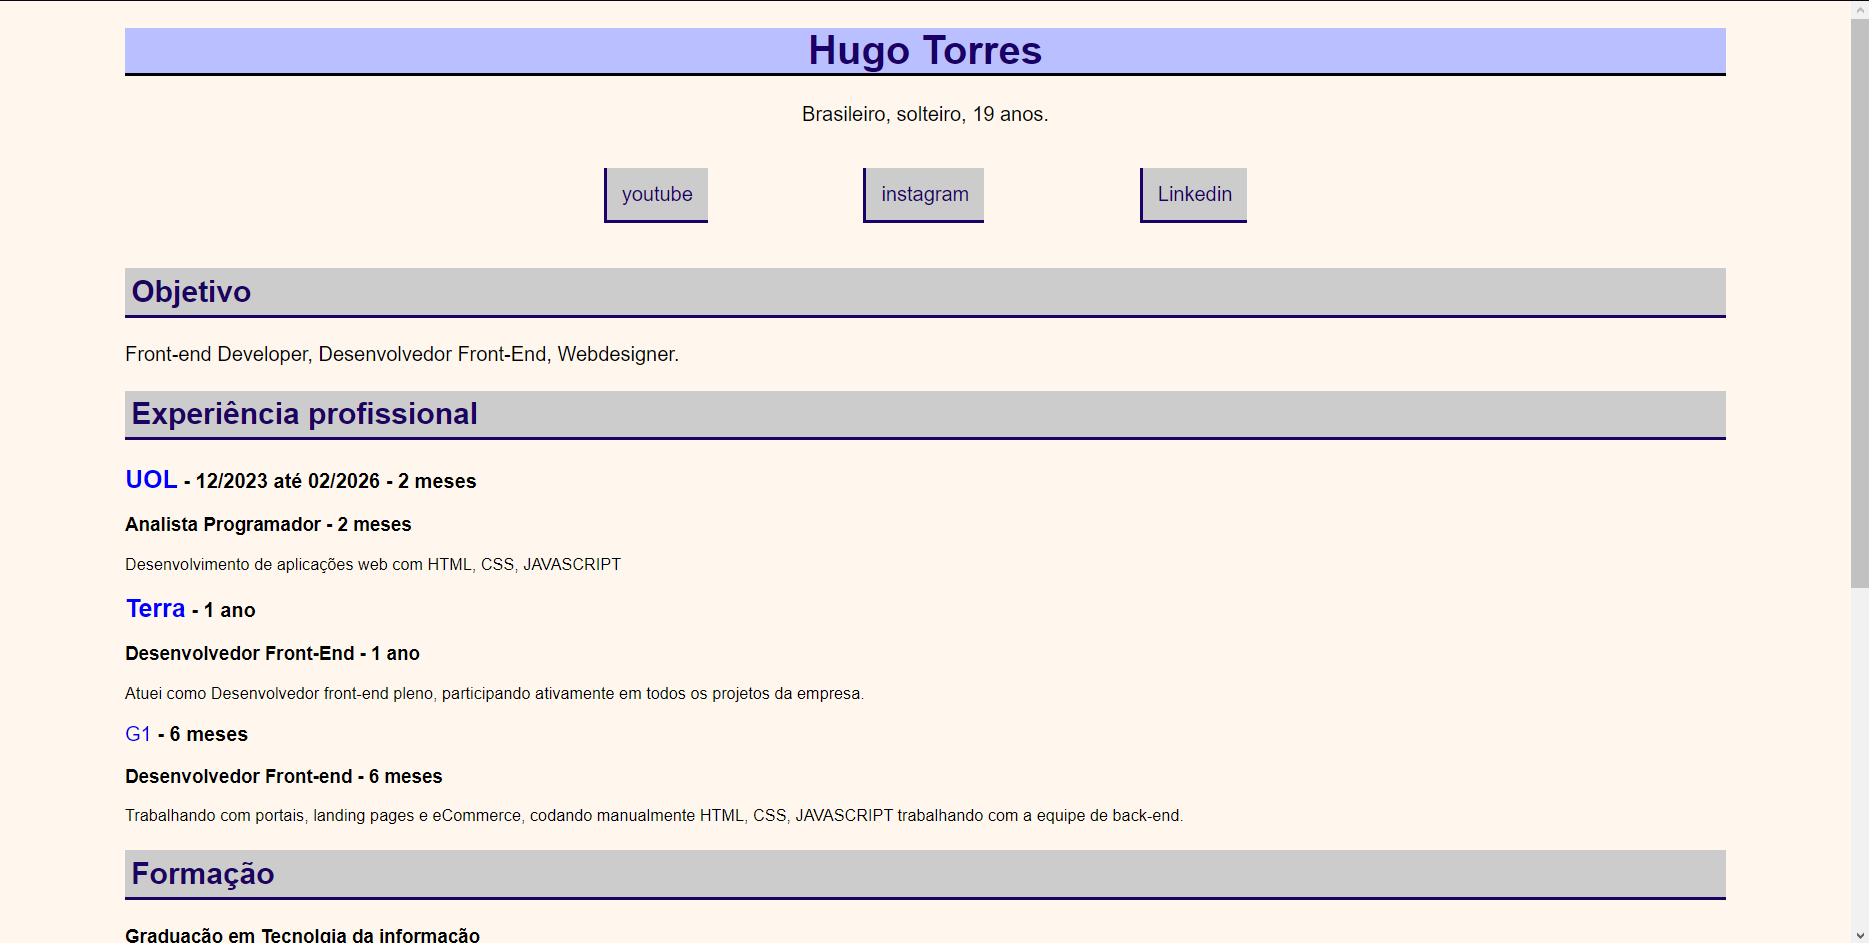 Hugo Torres
Brasileiro, solteiro, 19 anos.
youtube instagram Linkedin
Objetivo
Front-end Developer, Desenvolvedor Front-End, Webdesigner.
Experiência profissional
UOL - 12/2023 até 02/2026 - 2 meses
Analista Programador - 2 meses
Desenvolvimento de aplicações web com HTML, CSS, JAVASCRIPT
Terra - 1 ano
Desenvolvedor Front-End - 1 ano
Atuei como Desenvolvedor front-end pleno, participando ativamente em todos os projetos da empresa.
G1 - 6 meses
Desenvolvedor Front-end - 6 meses
Trabalhando com portais, landing pages e eCommerce, codando manualmente HTML, CSS, JAVASCRIPT trabalhando com a equipe de back-end.
Formação
Graduação em Tecnolgia da informação